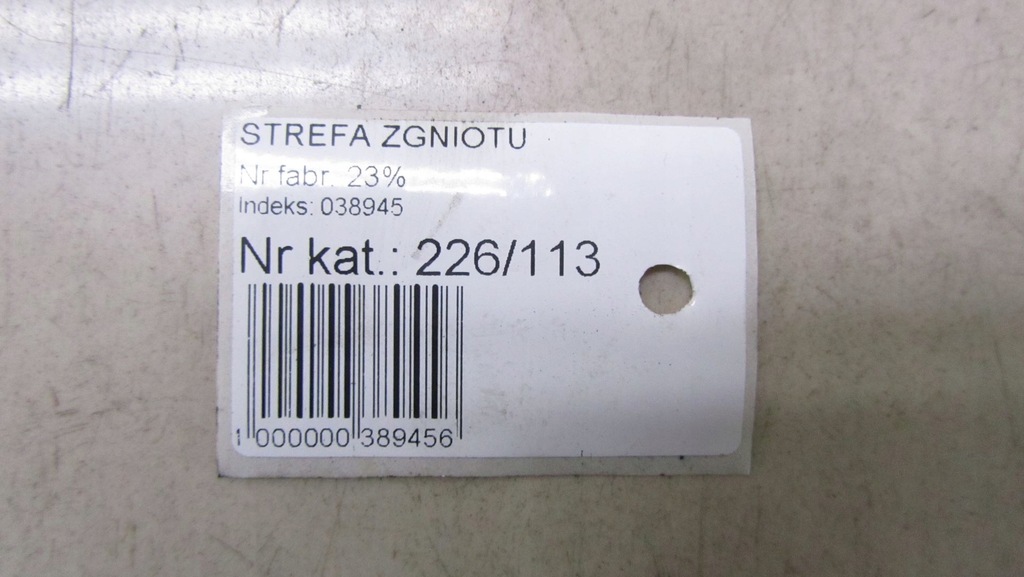 STREFA ZGNIOTU
Nr fabr. 23%
Indeks: 038945
Nr kat.: 226/113
1 000000 389456